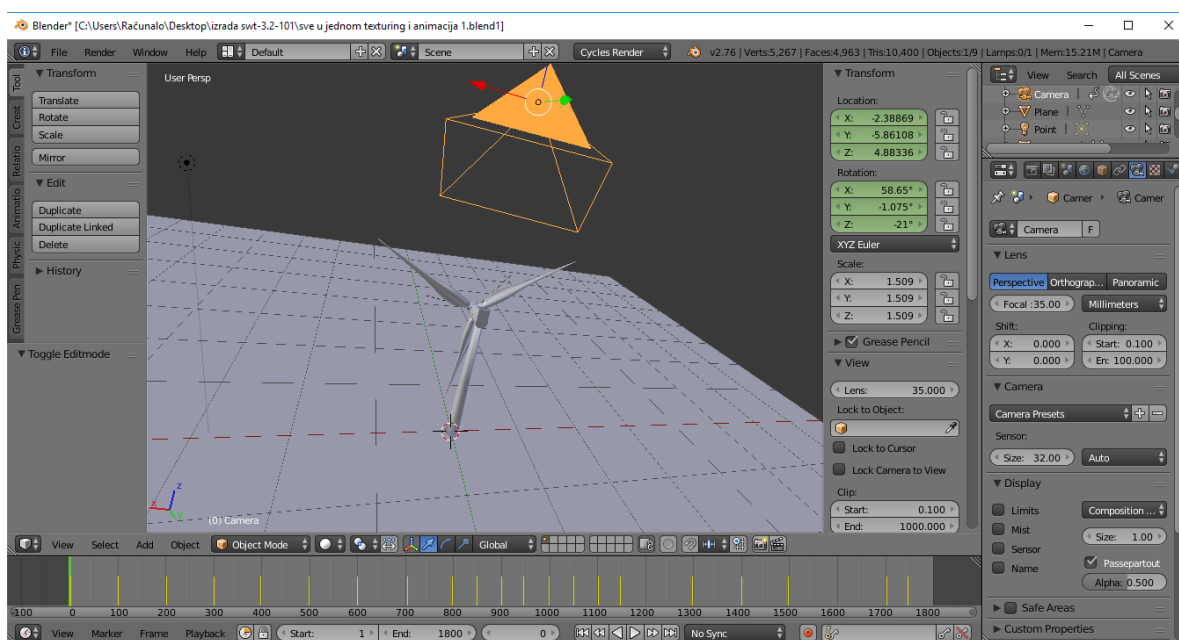 Blender* [C:\Users\Računalo\Desktop\izrada swt-3.2-101\sve u jednom texturing i animacija 1.blend1]
File Render Window Help Default Scene Cycles Render v2.76 | Verts:5,267 | Faces:4,963 | Tris:10,400 | Objects:1/9 | Lamps:0/1 | Mem:15.21M | Camera
Tool
Creat
Relatio
Animatio
Physic
Grease Pen
Transform
Translate
Rotate
Scale
Mirror
Edit
Duplicate
Duplicate Linked
Delete
History
Toggle Editmode
User Persp
z
x
y
(0) Camera
Transform
Location:
X: -2.38869
Y: -5.86108
Z: 4.88336
Rotation:
X: 58.65°
Y: -1.075°
Z: -21°
XYZ Euler
Scale:
X: 1.509
Y: 1.509
Z: 1.509
Grease Pencil
View
Lens: 35.000
Lock to Object:
Lock to Cursor
Lock Camera to View
Clip:
Start: 0.100
End: 1000.000
View Search All Scenes
Camera
Plane
Point
Camer Camer
Camera F
Lens
Perspective Orthograp... Panoramic
Focal :35.00 Millimeters
Shift: Clipping:
X: 0.000 Start: 0.100
Y: 0.000 En: 100.000
Camera
Camera Presets
Sensor:
Size: 32.00 Auto
Display
Limits Composition ...
Mist Size: 1.00
Sensor Passepartout
Name Alpha: 0.500
Safe Areas
Custom Properties
View Select Add Object Object Mode Global
-100 0 100 200 300 400 500 600 700 800 900 1000 1100 1200 1300 1400 1500 1600 1700 1800
View Marker Frame Playback Start: 1 End: 1800 0 No Sync